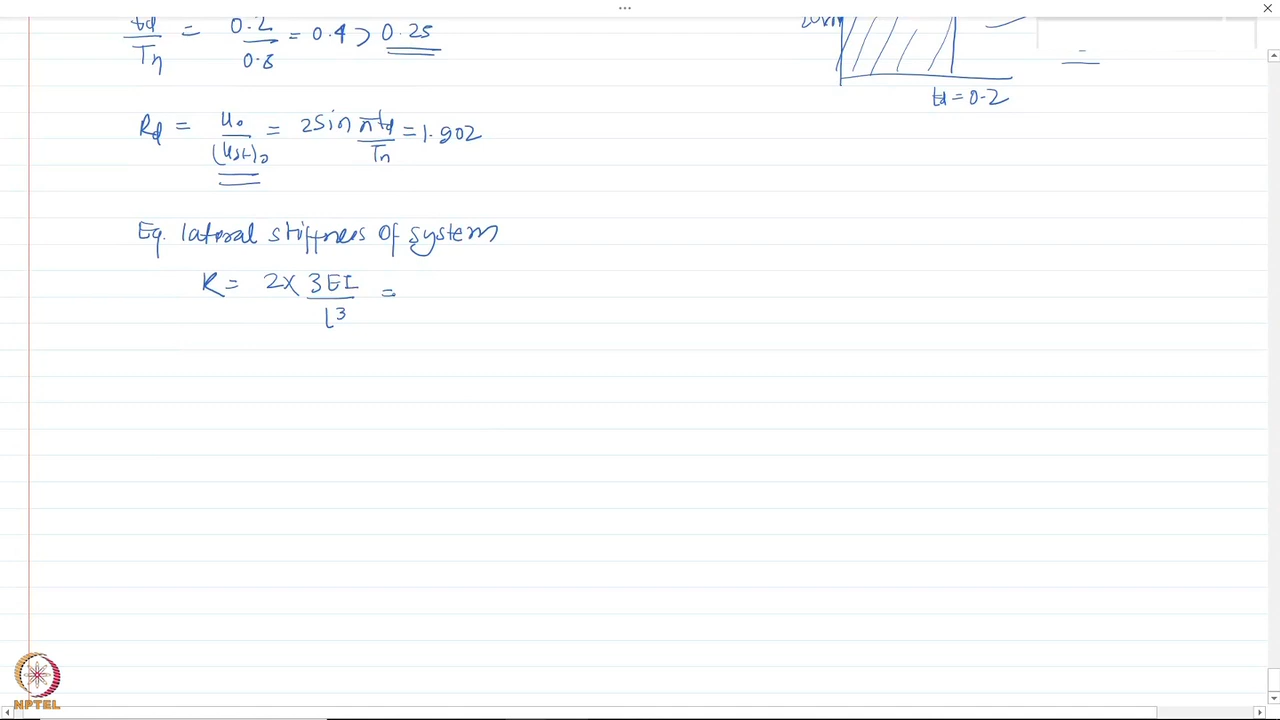 td/Tn = 0.2/0.8 = 0.4 > 0.25
td = 0.2
Rd = u0/(ust)0 = 2 sin πtd/Tn = 1.902
Eq. lateral stiffness of system
K = 2x 3EI/L3 =
NPTEL